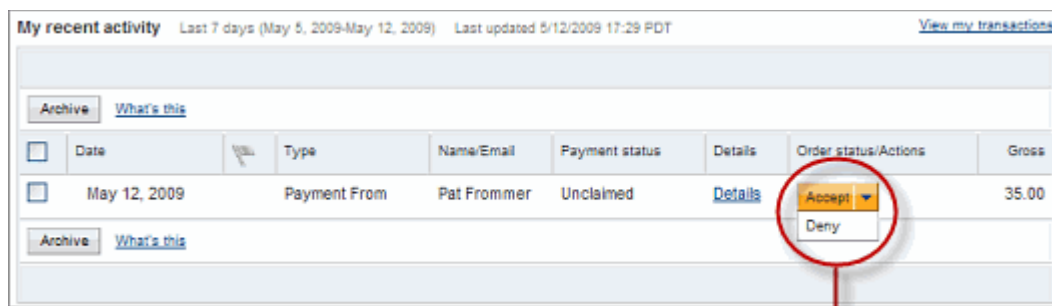 My recent activity Last 7 days (May 5, 2009-May 12, 2009) Last updated 5/12/2009 17:29 PDT View my transactions
Archive What's this
Date Type Name/Email Payment status Details Order status/Actions Gross
May 12, 2009 Payment From Pat Frommer Unclaimed Details Accept 35.00
Deny
Archive What's this